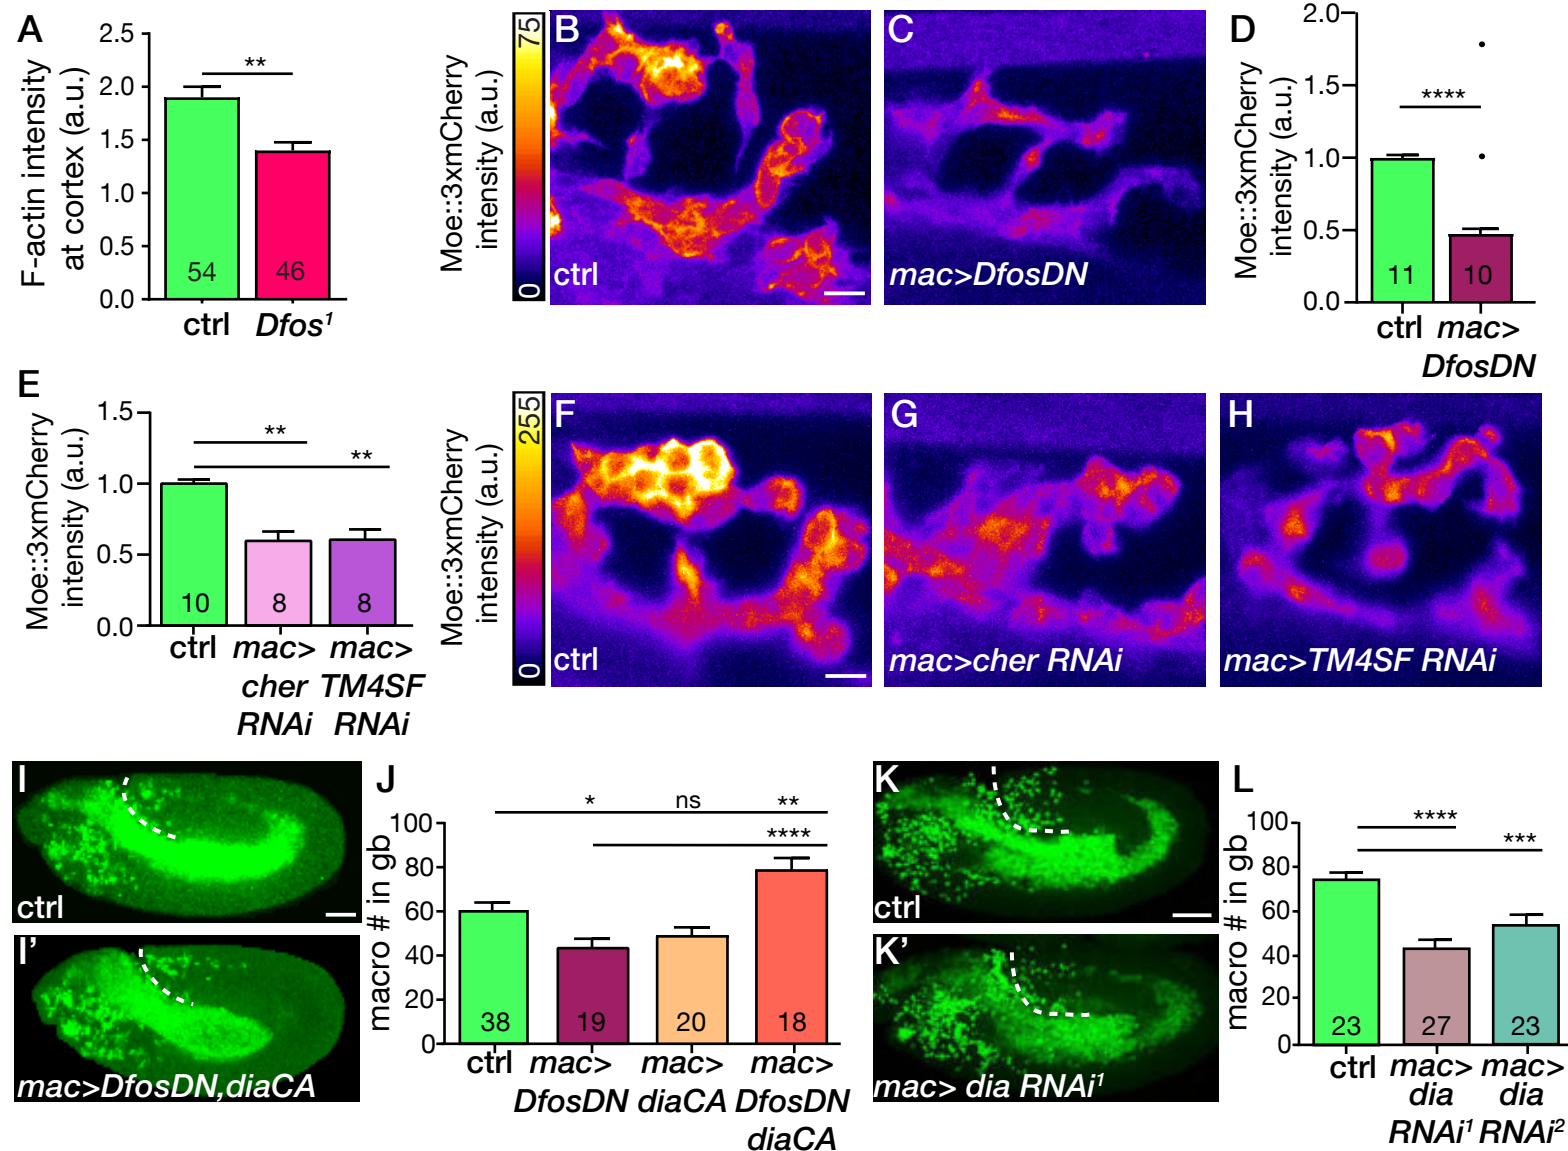 A
F-actin intensity
at cortex (a.u.)
2.5
2.0
1.5
1.0
0.5
0.0
**
54
46
ctrl
Dfos¹
Moe::3xmCherry
intensity (a.u.)
75
0
B
ctrl
C
mac>DfosDN
D
Moe::3xmCherry
intensity (a.u.)
2.0
1.5
1.0
0.5
0.0
****
11
10
ctrl
mac>
DfosDN
E
Moe::3xmCherry
intensity (a.u.)
1.5
1.0
0.5
0.0
**
**
10
8
8
ctrl
mac>
cher
RNAi
mac>
TM4SF
RNAi
Moe::3xmCherry
intensity (a.u.)
255
0
F
ctrl
G
mac>cher RNAi
H
mac>TM4SF RNAi
I
ctrl
I'
mac>DfosDN,diaCA
J
macro # in gb
100
80
60
40
20
0
* ns **
****
38
19
20
18
ctrl
mac>
DfosDN
mac>
diaCA
mac>
DfosDN
diaCA
K
ctrl
K'
mac> dia RNAi¹
L
macro # in gb
100
80
60
40
20
0
****
***
23
27
23
ctrl
mac>
dia
RNAi¹
mac>
dia
RNAi²